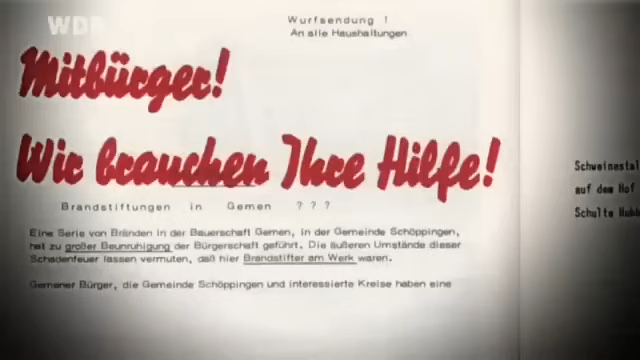 WDR
Wurfsendung !
An alle Haushaltungen
Mitbürger!
Wir brauchen Ihre Hilfe!
Brandstiftungen in Gemen ???
Eine Serie von Bränden in der Bauerschaft Gemen, in der Gemeinde Schöppingen,
hat zu großer Beunruhigung der Bürgerschaft geführt. Die äußeren Umstände dieser
Schadenfeuer lassen vermuten, daß hier Brandstifter am Werk waren.
Gemener Bürger, die Gemeinde Schöppingen und interessierte Kreise haben eine
Schweinestal
auf dem Hof
Schulte